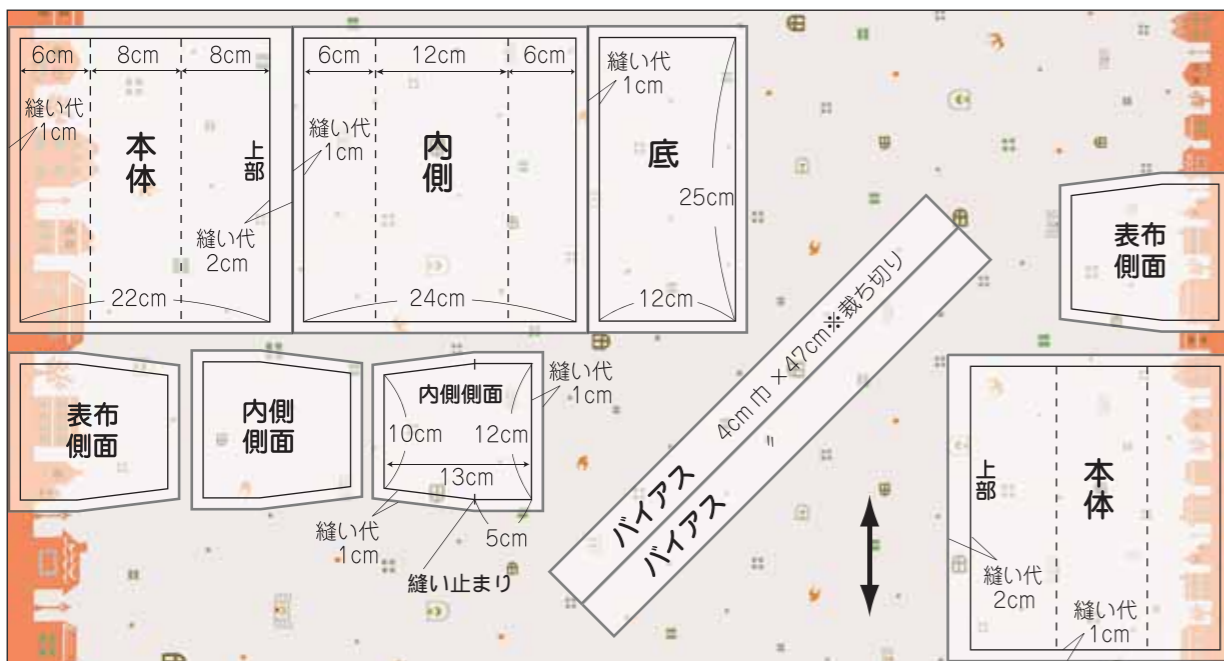 6cm
8cm
8cm
縫い代
1cm
本体
上部
縫い代
2cm
22cm
6cm
12cm
6cm
縫い代
1cm
内側
24cm
縫い代
1cm
底
25cm
12cm
表布
側面
表布
側面
内側
側面
内側側面
縫い代
1cm
10cm
12cm
13cm
縫い代
1cm
5cm
縫い止まり
バイアス 4cm巾×47cm※裁ち切り
バイアス 〃
上部
本体
縫い代
2cm
縫い代
1cm